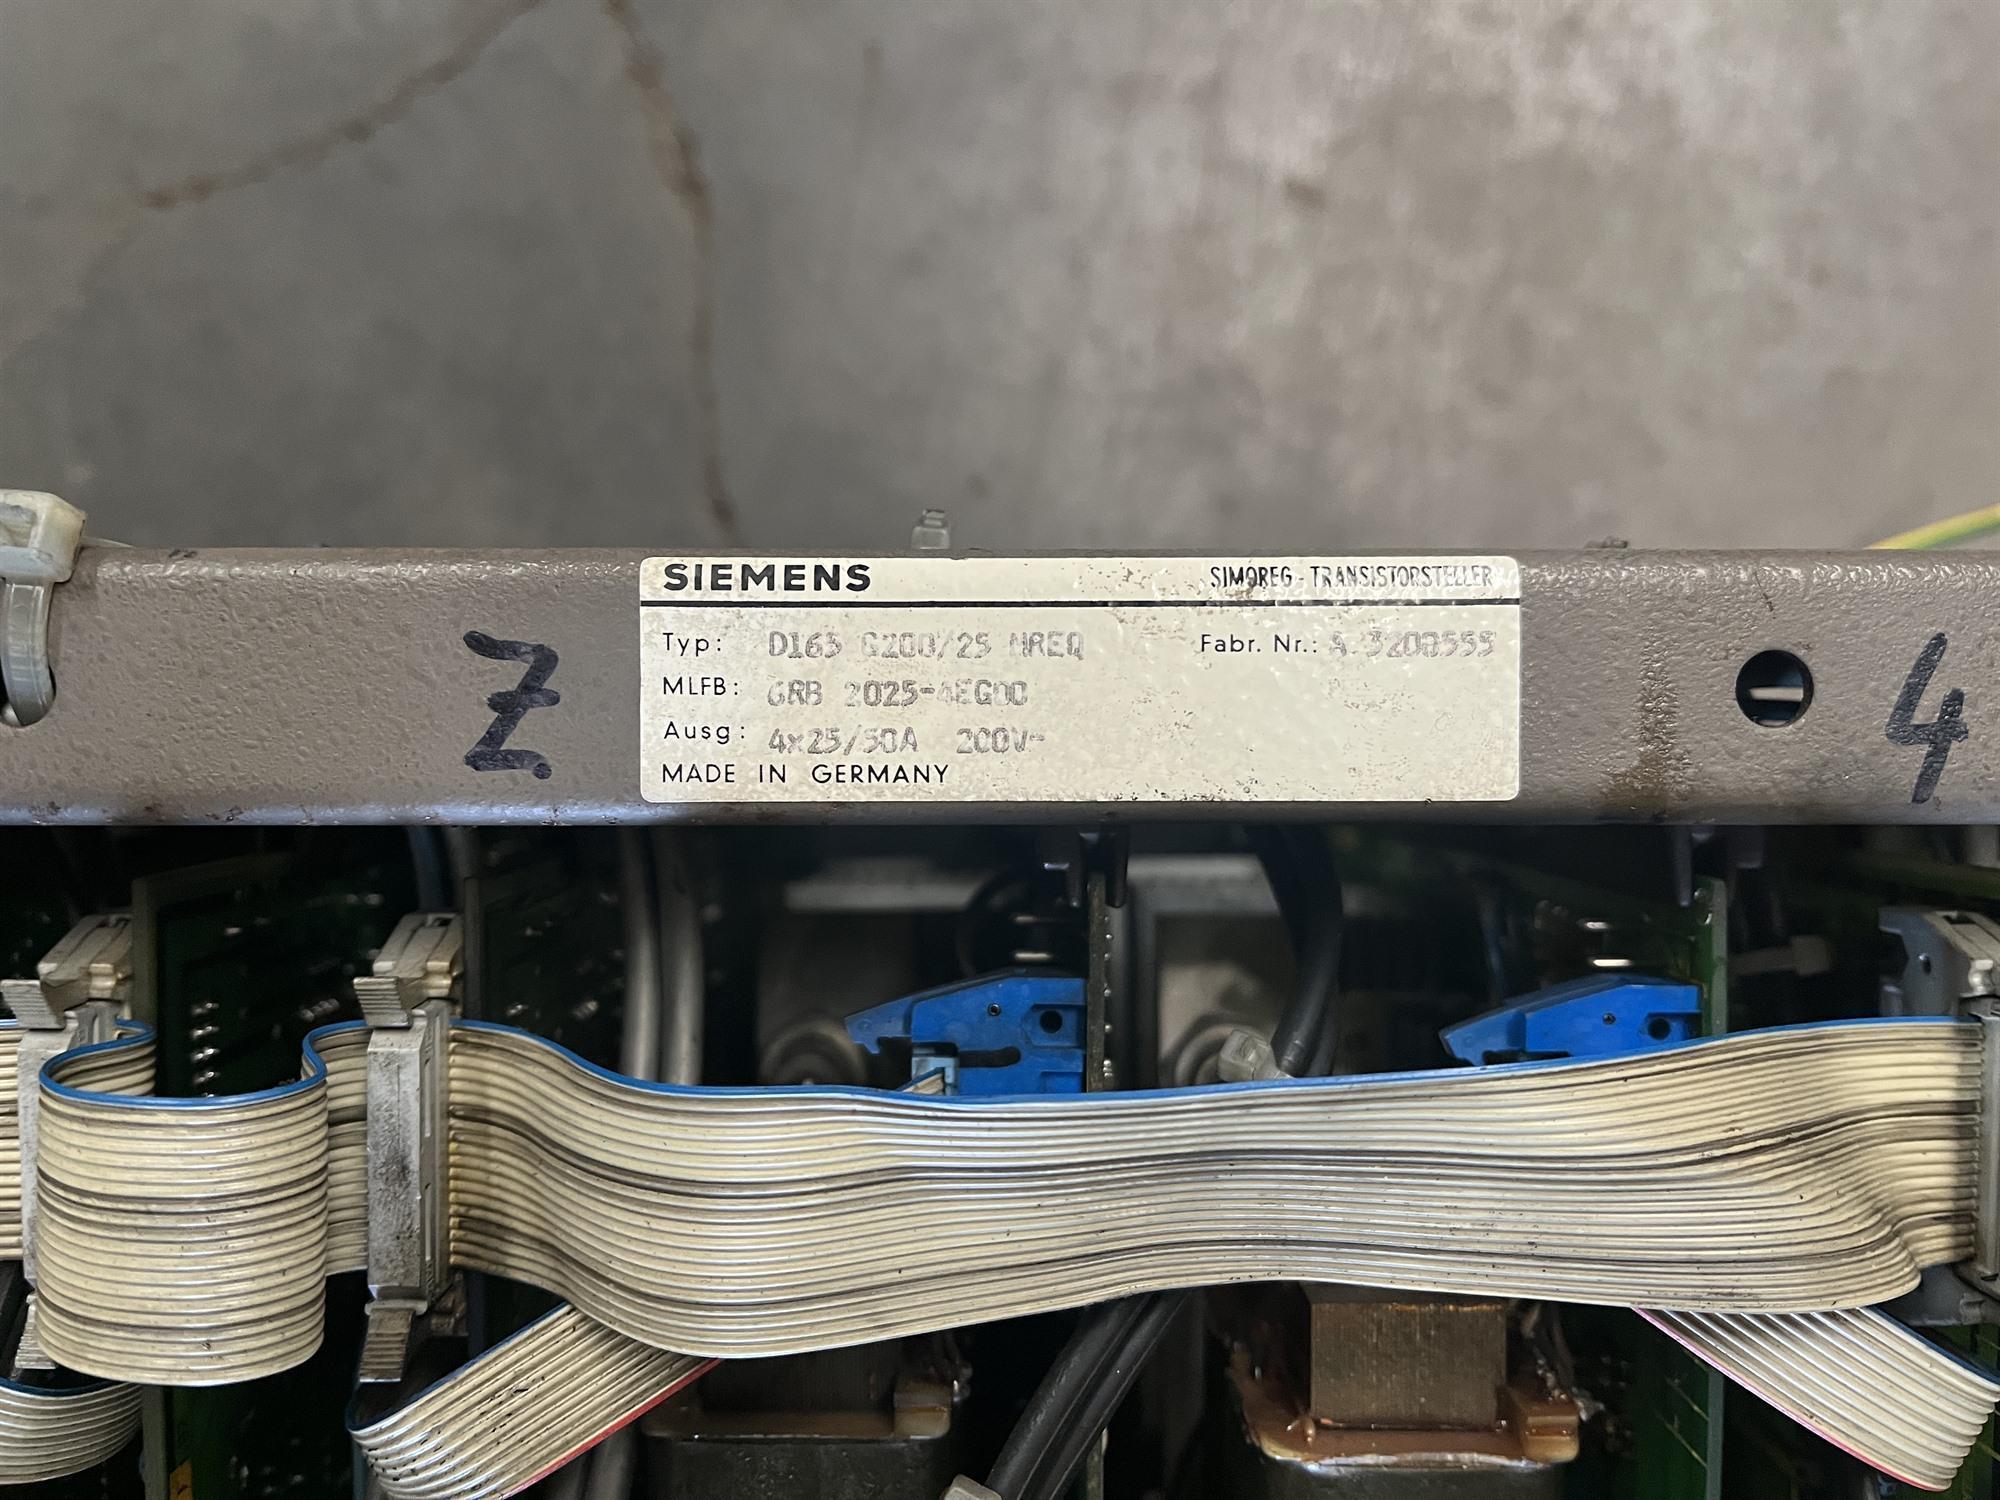 SIEMENS SIMOREG-TRANSISTORSTELLER
Typ: D163 G200/25 MREQ Fabr. Nr.: A 3208555
MLFB: 6RB 2025-4EG00
Ausg: 4x25/50A 200V-
MADE IN GERMANY
Z 4